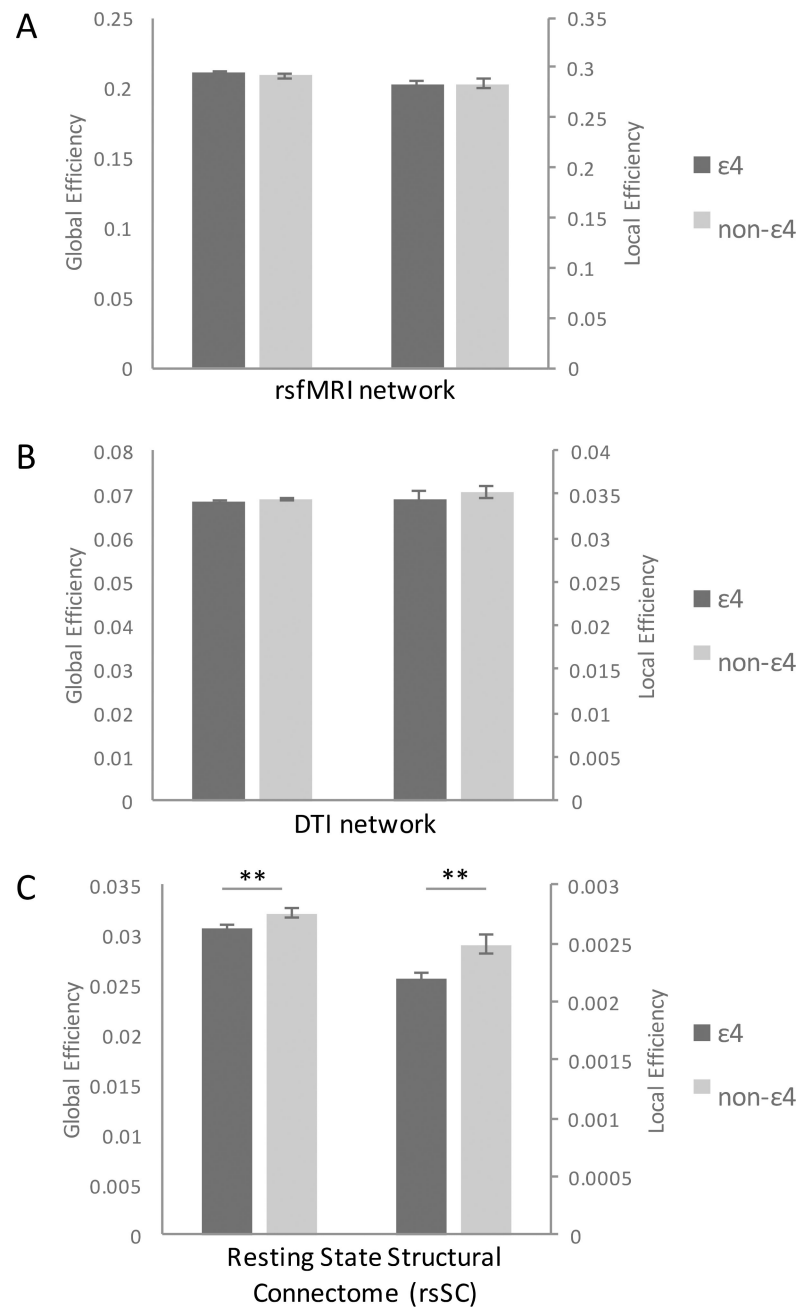 A
0.25
0.2
0.15
0.1
0.05
0
Global Efficiency
0.35
0.3
0.25
0.2
0.15
0.1
0.05
0
Local Efficiency
ε4
non-ε4
rsfMRI network
B
0.08
0.07
0.06
0.05
0.04
0.03
0.02
0.01
0
Global Efficiency
0.04
0.035
0.03
0.025
0.02
0.015
0.01
0.005
0
Local Efficiency
ε4
non-ε4
DTI network
C
0.035
0.03
0.025
0.02
0.015
0.01
0.005
0
Global Efficiency
**
**
0.003
0.0025
0.002
0.0015
0.001
0.0005
0
Local Efficiency
ε4
non-ε4
Resting State Structural
Connectome (rsSC)